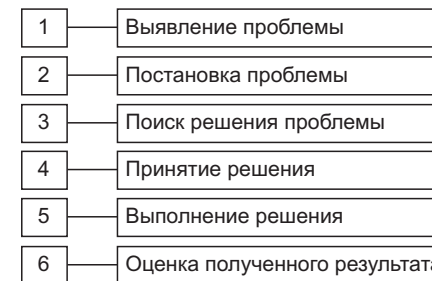 1 Выявление проблемы
2 Постановка проблемы
3 Поиск решения проблемы
4 Принятие решения
5 Выполнение решения
6 Оценка полученного результата